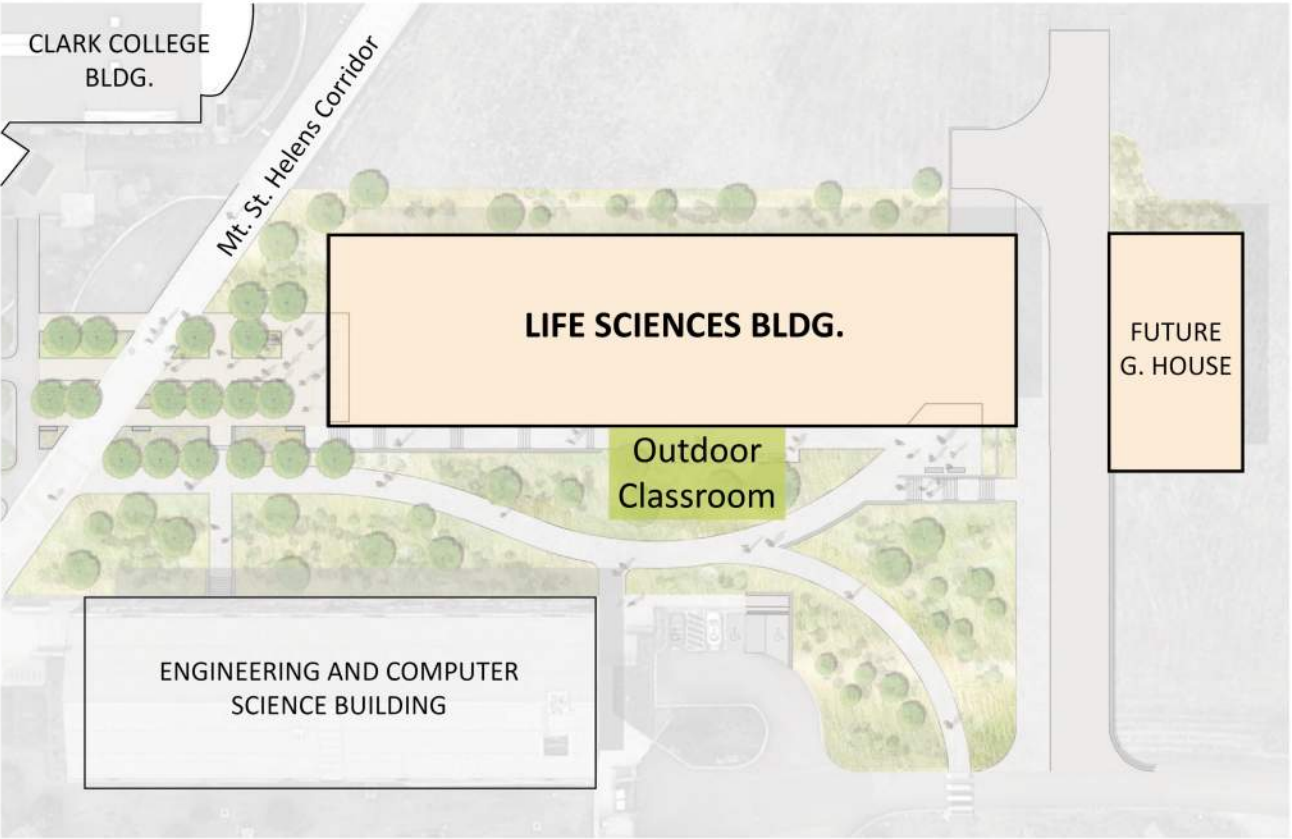 CLARK COLLEGE
BLDG.
Mt. St. Helens Corridor
LIFE SCIENCES BLDG.
FUTURE
G. HOUSE
Outdoor
Classroom
ENGINEERING AND COMPUTER
SCIENCE BUILDING